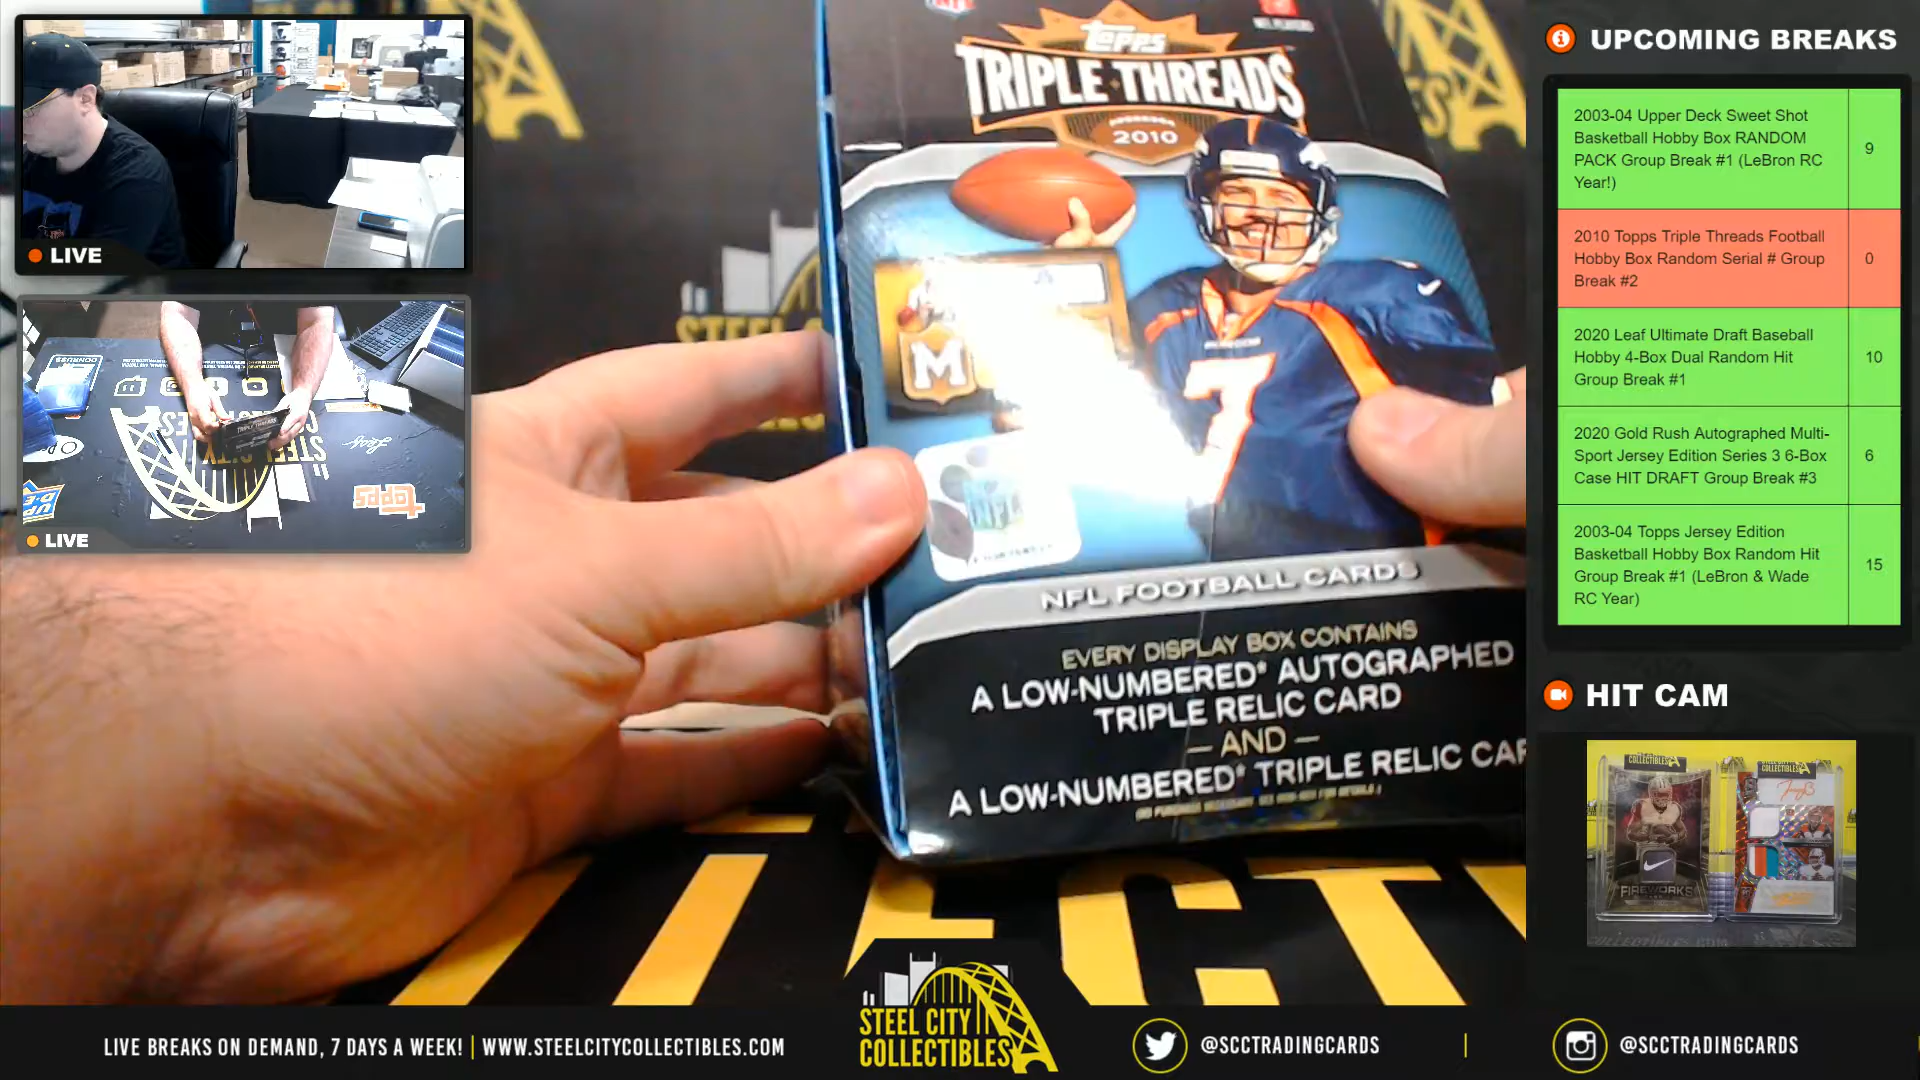 LIVE
LIVE
TOPPS
TRIPLE THREADS
2010
7
M
NFL
NFL FOOTBALL CARDS
EVERY DISPLAY BOX CONTAINS
A LOW-NUMBERED* AUTOGRAPHED
TRIPLE RELIC CARD
— AND —
A LOW-NUMBERED* TRIPLE RELIC CAR
UPCOMING BREAKS
2003-04 Upper Deck Sweet Shot
Basketball Hobby Box RANDOM
PACK Group Break #1 (LeBron RC
Year!)
9
2010 Topps Triple Threads Football
Hobby Box Random Serial # Group
Break #2
0
2020 Leaf Ultimate Draft Baseball
Hobby 4-Box Dual Random Hit
Group Break #1
10
2020 Gold Rush Autographed Multi-
Sport Jersey Edition Series 3 6-Box
Case HIT DRAFT Group Break #3
6
2003-04 Topps Jersey Edition
Basketball Hobby Box Random Hit
Group Break #1 (LeBron & Wade
RC Year)
15
HIT CAM
COLLECTIBLES
COLLECTIBLES
FIREWORKS
LIVE BREAKS ON DEMAND, 7 DAYS A WEEK! | WWW.STEELCITYCOLLECTIBLES.COM
STEEL CITY
COLLECTIBLES
@SCCTRADINGCARDS
@SCCTRADINGCARDS